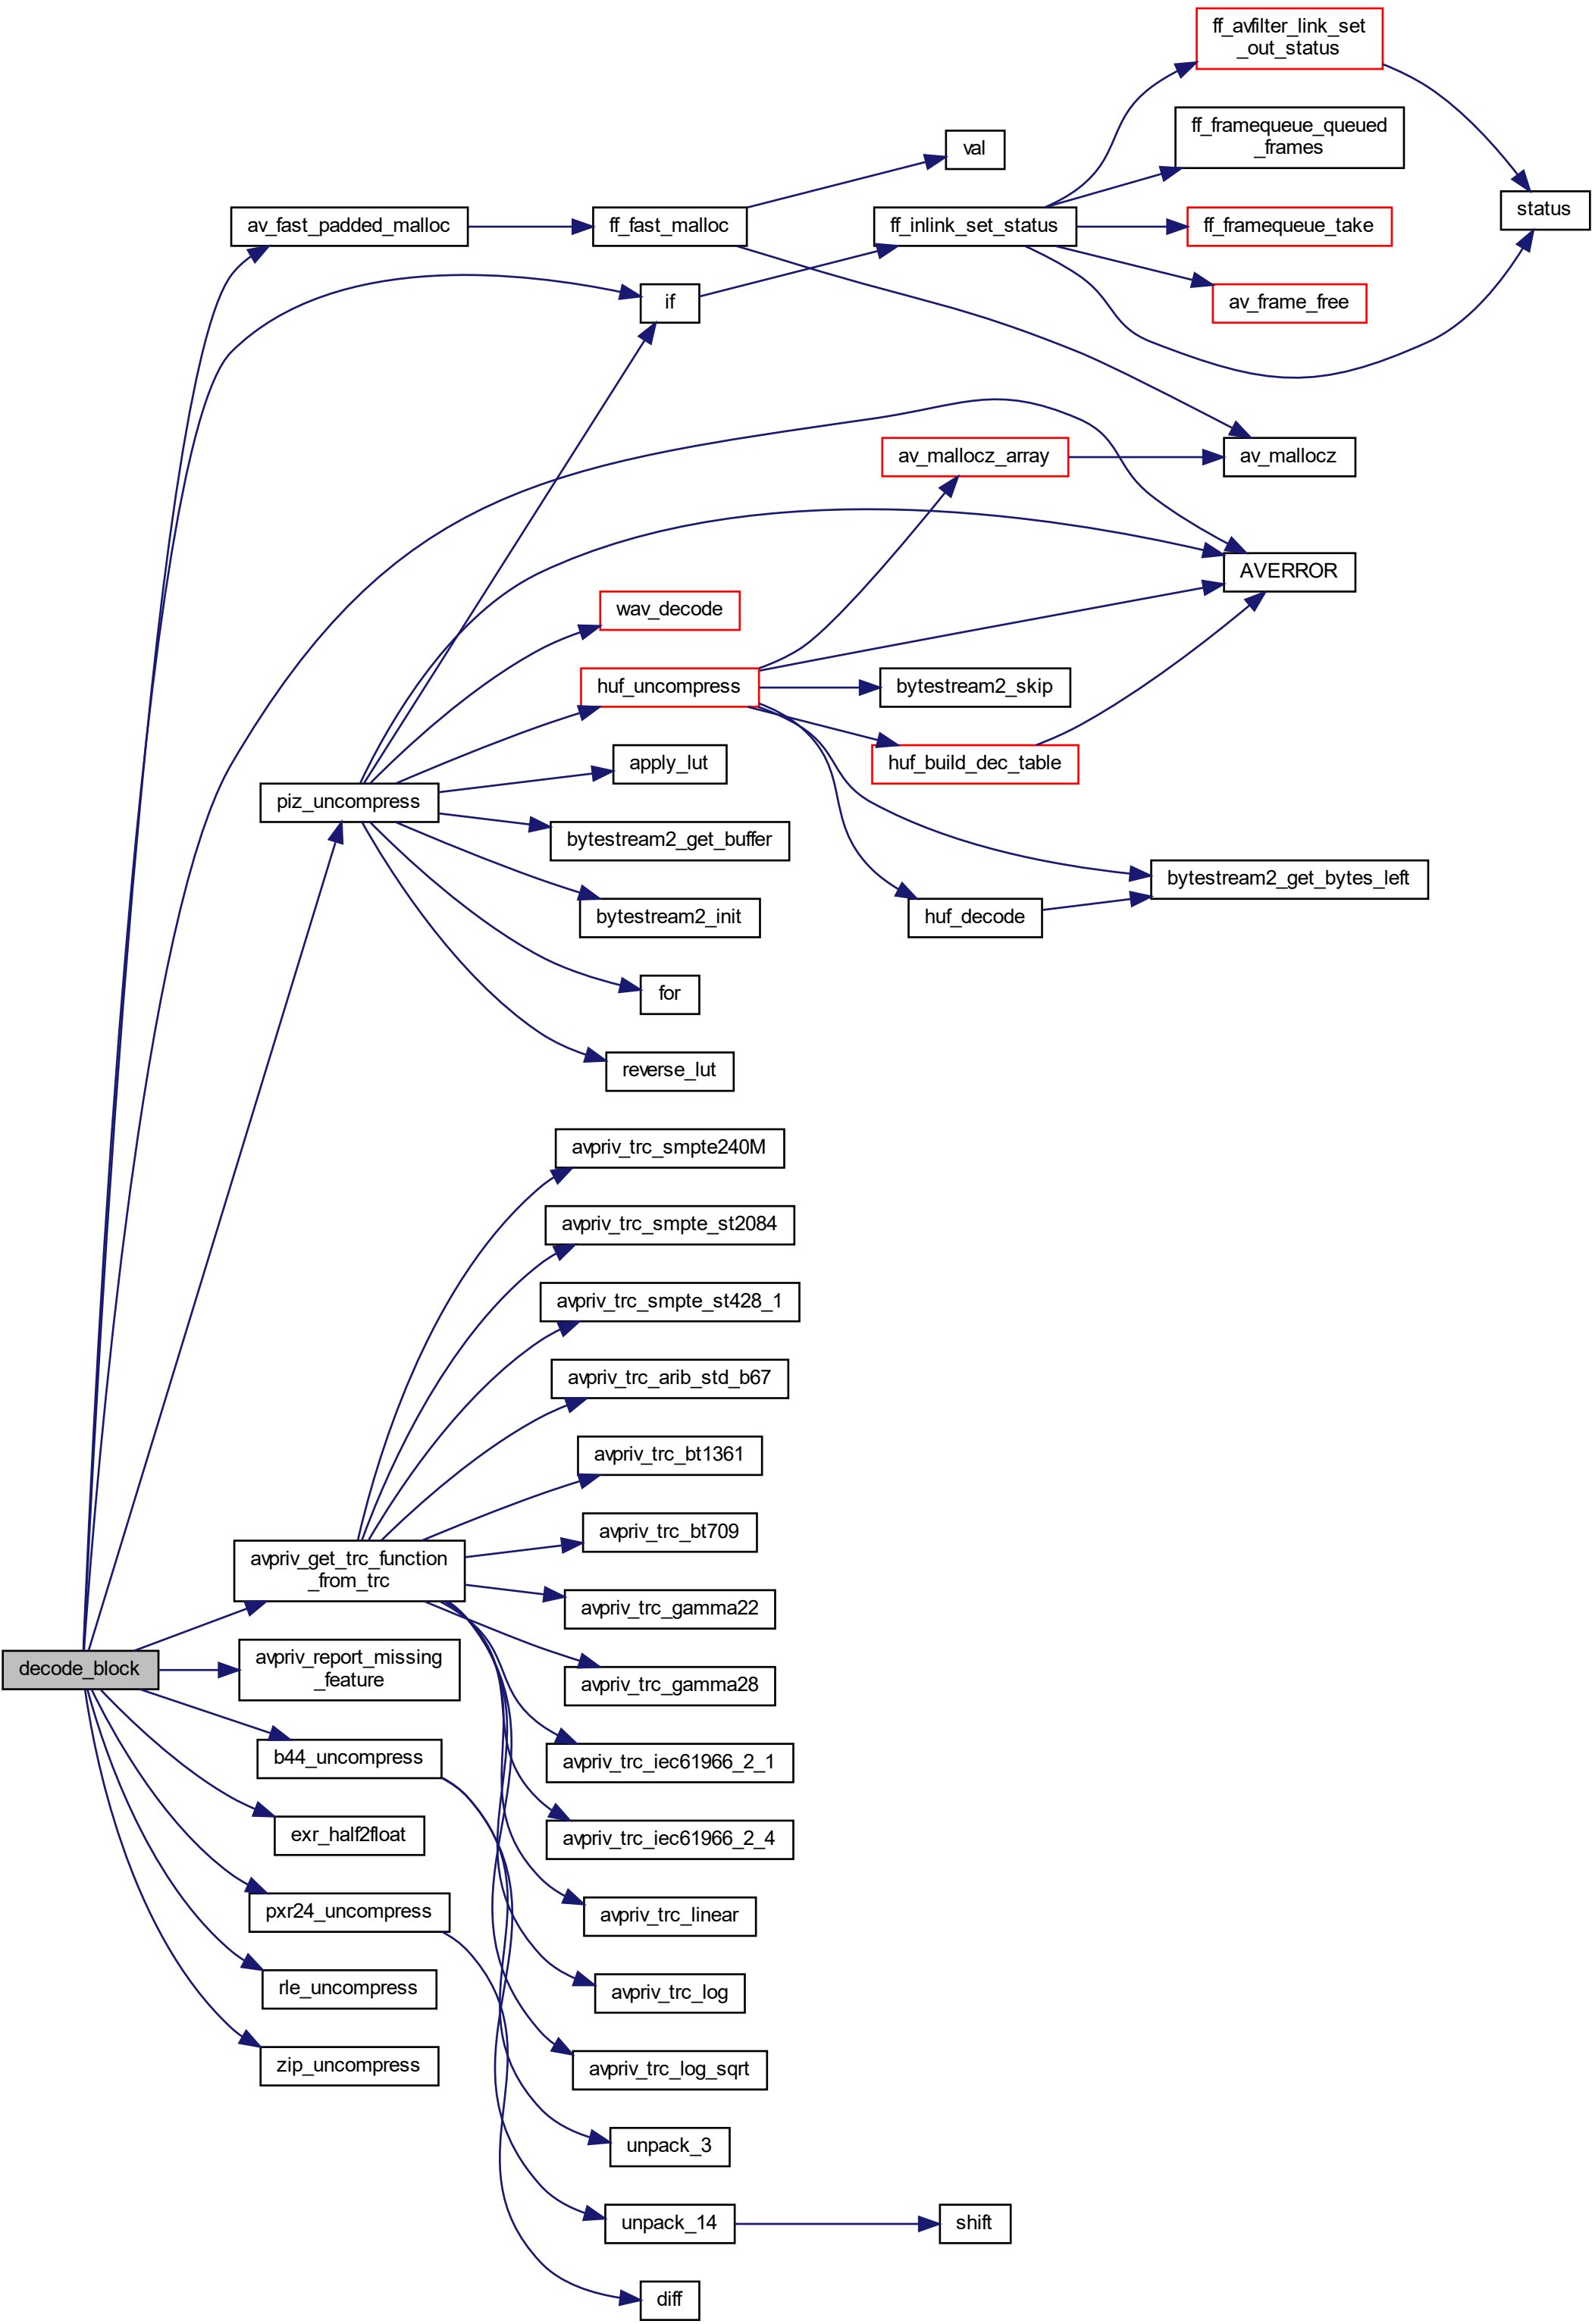 ff_avfilter_link_set
_out_status
ff_framequeue_queued
_frames
val
status
av_fast_padded_malloc
ff_fast_malloc
ff_inlink_set_status
ff_framequeue_take
if
av_frame_free
av_mallocz_array
av_mallocz
AVERROR
wav_decode
huf_uncompress
bytestream2_skip
apply_lut
huf_build_dec_table
piz_uncompress
bytestream2_get_buffer
bytestream2_get_bytes_left
bytestream2_init
huf_decode
for
reverse_lut
avpriv_trc_smpte240M
avpriv_trc_smpte_st2084
avpriv_trc_smpte_st428_1
avpriv_trc_arib_std_b67
avpriv_trc_bt1361
avpriv_trc_bt709
avpriv_get_trc_function
_from_trc
avpriv_trc_gamma22
decode_block
avpriv_report_missing
_feature
avpriv_trc_gamma28
b44_uncompress
avpriv_trc_iec61966_2_1
exr_half2float
avpriv_trc_iec61966_2_4
pxr24_uncompress
avpriv_trc_linear
rle_uncompress
avpriv_trc_log
zip_uncompress
avpriv_trc_log_sqrt
unpack_3
unpack_14
shift
diff